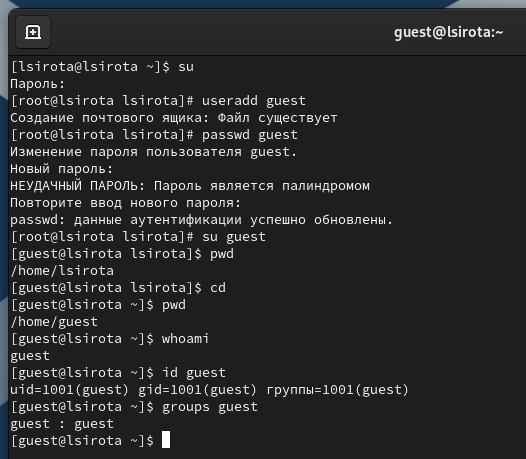 guest@lsirota:~
[lsirota@lsirota ~]$ su
Пароль:
[root@lsirota lsirota]# useradd guest
Создание почтового ящика: Файл существует
[root@lsirota lsirota]# passwd guest
Изменение пароля пользователя guest.
Новый пароль:
НЕУДАЧНЫЙ ПАРОЛЬ: Пароль является палиндромом
Повторите ввод нового пароля:
passwd: данные аутентификации успешно обновлены.
[root@lsirota lsirota]# su guest
[guest@lsirota lsirota]$ pwd
/home/lsirota
[guest@lsirota lsirota]$ cd
[guest@lsirota ~]$ pwd
/home/guest
[guest@lsirota ~]$ whoami
guest
[guest@lsirota ~]$ id guest
uid=1001(guest) gid=1001(guest) группы=1001(guest)
[guest@lsirota ~]$ groups guest
guest : guest
[guest@lsirota ~]$